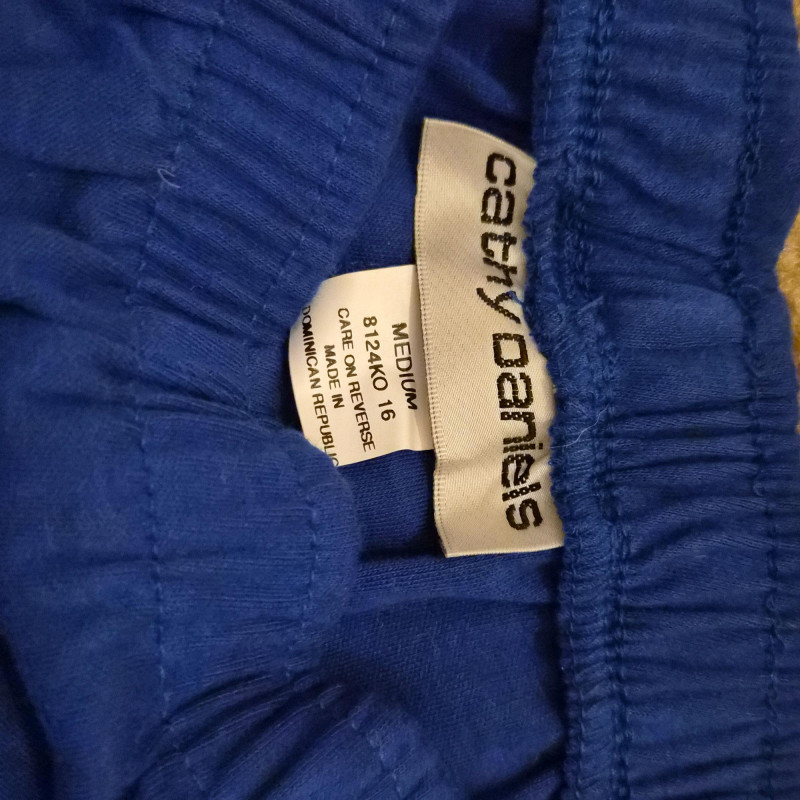 cathy Daniels
MEDIUM
8124KO 16
CARE ON REVERSE
MADE IN
DOMINICAN REPUBLIC